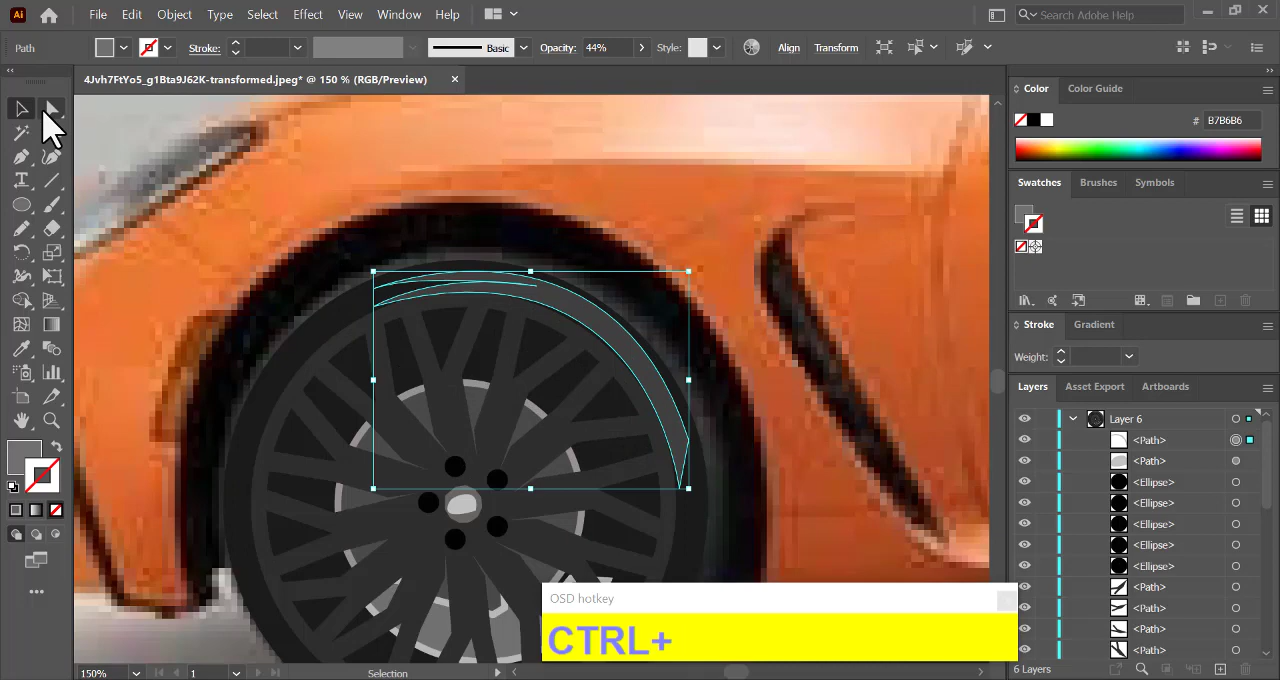 Ai File Edit Object Type Select Effect View Window Help Search Adobe Help
Path Stroke: Basic Opacity: 44% Style: Align Transform
4Jvh7FtYo5_g1Bta9J62K-transformed.jpeg* @ 150 % (RGB/Preview)
Color Color Guide
# B7B6B6
Swatches Brushes Symbols
Stroke Gradient
Weight:
Layers Asset Export Artboards
Layer 6
<Path>
<Path>
<Ellipse>
<Ellipse>
<Ellipse>
<Ellipse>
<Ellipse>
<Path>
<Path>
<Path>
<Path>
OSD hotkey
CTRL+
150% 1 Selection 6 Layers